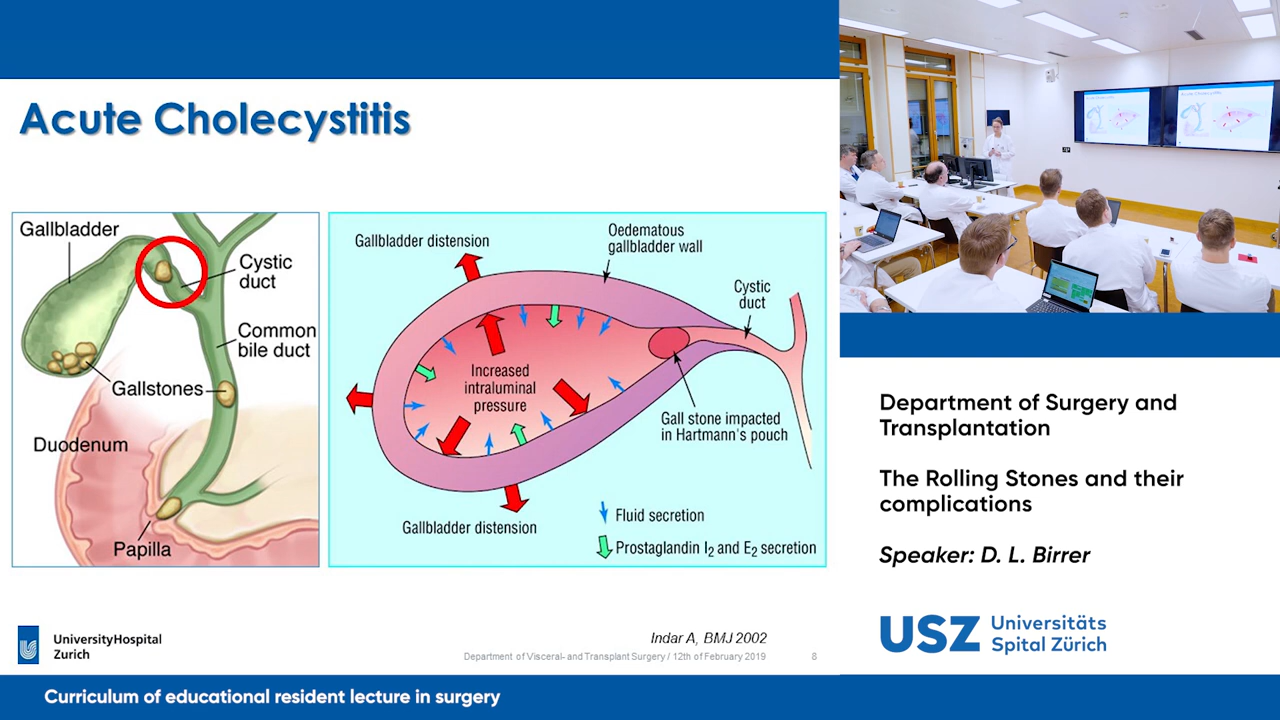 Acute Cholecystitis
Gallbladder
Cystic
duct
Common
bile duct
Gallstones
Duodenum
Papilla
Gallbladder distension
Oedematous
gallbladder wall
Cystic
duct
Increased
intraluminal
pressure
Gall stone impacted
in Hartmann's pouch
Gallbladder distension
Fluid secretion
Prostaglandin I₂ and E₂ secretion
UniversityHospital
Zurich
Indar A, BMJ 2002
Department of Visceral- and Transplant Surgery / 12th of February 2019 8
Department of Surgery and
Transplantation
The Rolling Stones and their
complications
Speaker: D. L. Birrer
USZ Universitäts
Spital Zürich
Curriculum of educational resident lecture in surgery